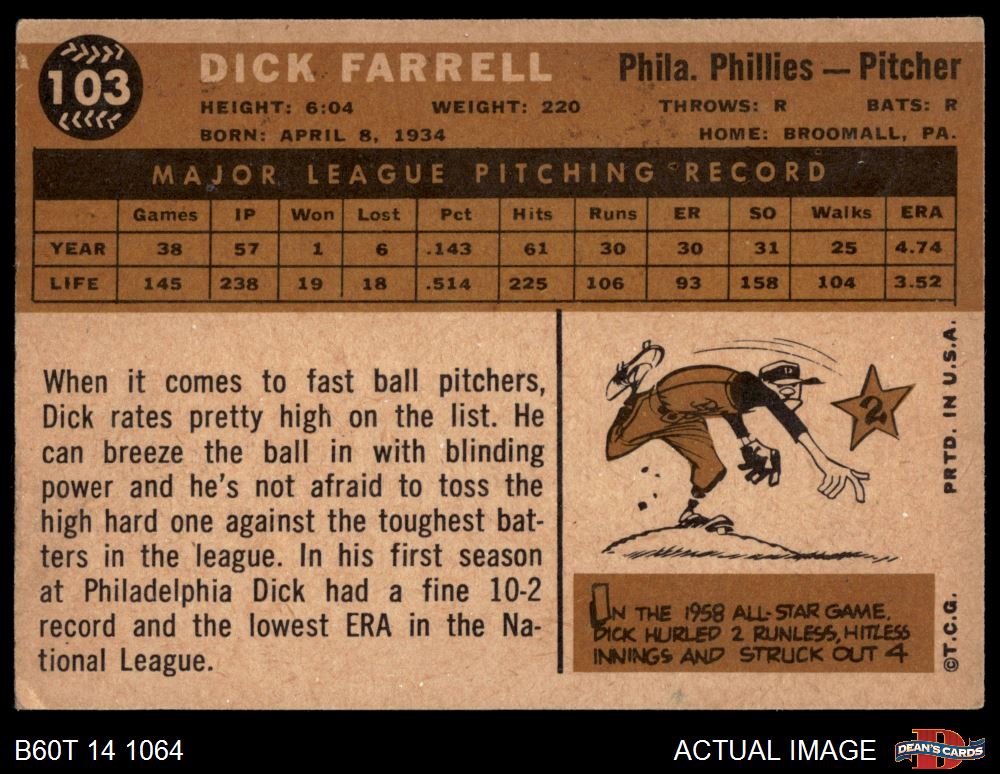 103
DICK FARRELL
Phila. Phillies — Pitcher
HEIGHT: 6:04 WEIGHT: 220 THROWS: R BATS: R
BORN: APRIL 8, 1934 HOME: BROOMALL, PA.
MAJOR LEAGUE PITCHING RECORD
Games IP Won Lost Pct Hits Runs ER SO Walks ERA
YEAR 38 57 1 6 .143 61 30 30 31 25 4.74
LIFE 145 238 19 18 .514 225 106 93 158 104 3.52
When it comes to fast ball pitchers,
Dick rates pretty high on the list. He
can breeze the ball in with blinding
power and he's not afraid to toss the
high hard one against the toughest bat-
ters in the league. In his first season
at Philadelphia Dick had a fine 10-2
record and the lowest ERA in the Na-
tional League.
12
2
IN THE 1958 ALL-STAR GAME,
DICK HURLED 2 RUNLESS, HITLESS
INNINGS AND STRUCK OUT 4
©T.C.G. PRTD. IN U.S.A.
B60T 14 1064
ACTUAL IMAGE
D
DEAN'S CARDS